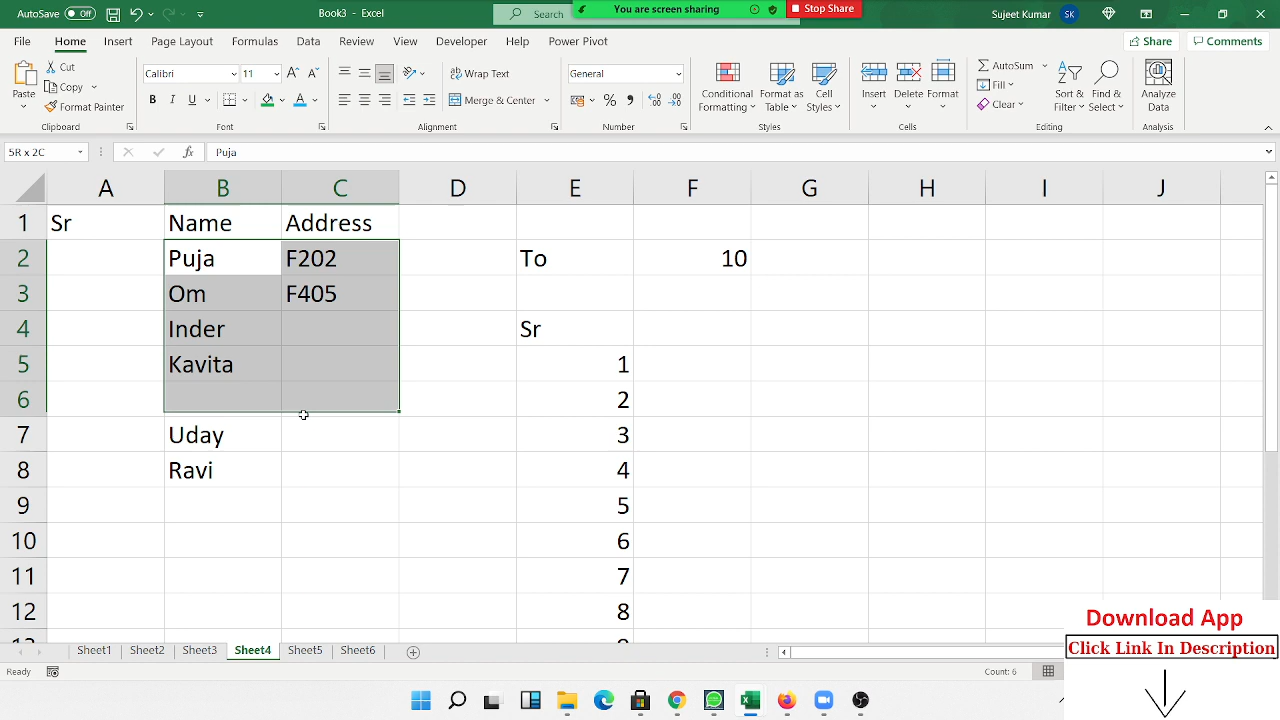 AutoSave Off Book3 - Excel Search You are screen sharing Stop Share Sujeet Kumar SK
File Home Insert Page Layout Formulas Data Review View Developer Help Power Pivot Share Comments
Paste Cut Copy Format Painter
Calibri 11 B I U A
Wrap Text Merge & Center
General % ,
Conditional Formatting Format as Table Cell Styles
Insert Delete Format
AutoSum Fill Clear Sort & Filter Find & Select
Analyze Data
Clipboard Font Alignment Number Styles Cells Editing Analysis
5R x 2C fx Puja
A B C D E F G H I J
1 Sr Name Address
2 Puja F202 To 10
3 Om F405
4 Inder Sr
5 Kavita 1
6 2
7 Uday 3
8 Ravi 4
9 5
10 6
11 7
12 8
Download App
Click Link In Description
Sheet1 Sheet2 Sheet3 Sheet4 Sheet5 Sheet6
Ready Count: 6